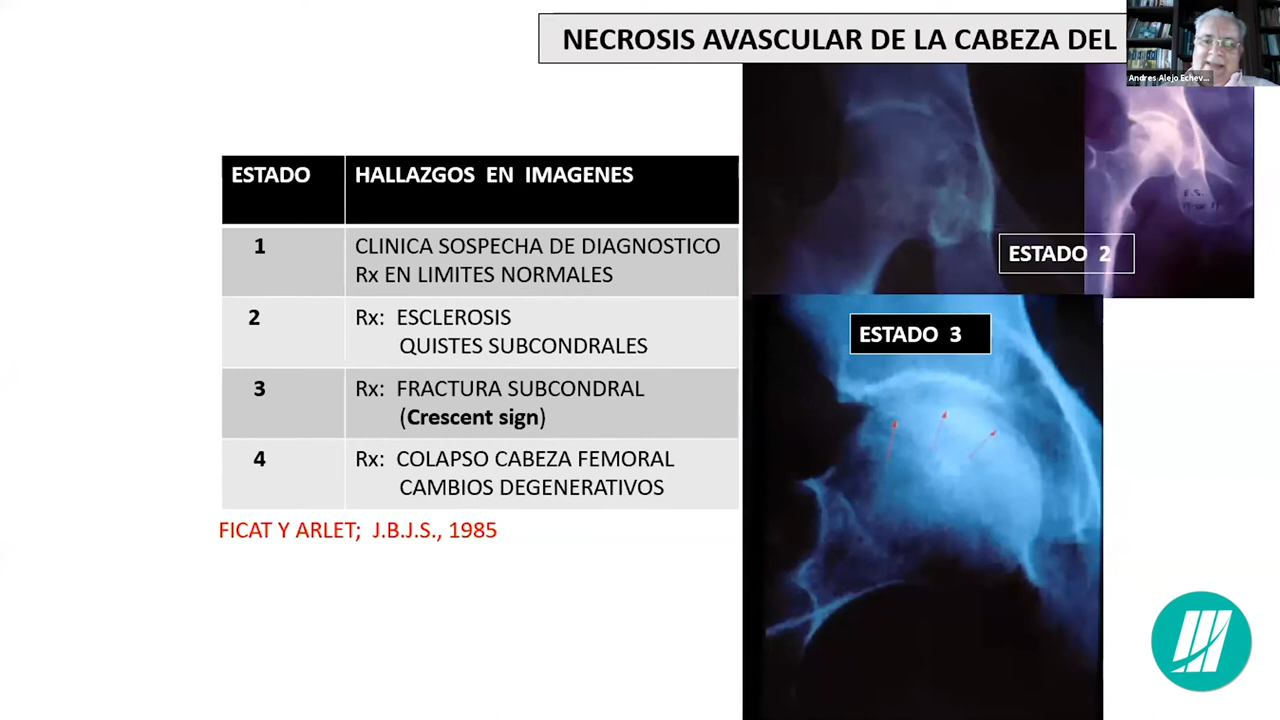 NECROSIS AVASCULAR DE LA CABEZA DEL
Andres Alejo Echev...
ESTADO HALLAZGOS EN IMAGENES
1 CLINICA SOSPECHA DE DIAGNOSTICO
Rx EN LIMITES NORMALES
2 Rx: ESCLEROSIS
QUISTES SUBCONDRALES
3 Rx: FRACTURA SUBCONDRAL
(Crescent sign)
4 Rx: COLAPSO CABEZA FEMORAL
CAMBIOS DEGENERATIVOS
FICAT Y ARLET; J.B.J.S., 1985
ESTADO 2
ESTADO 3